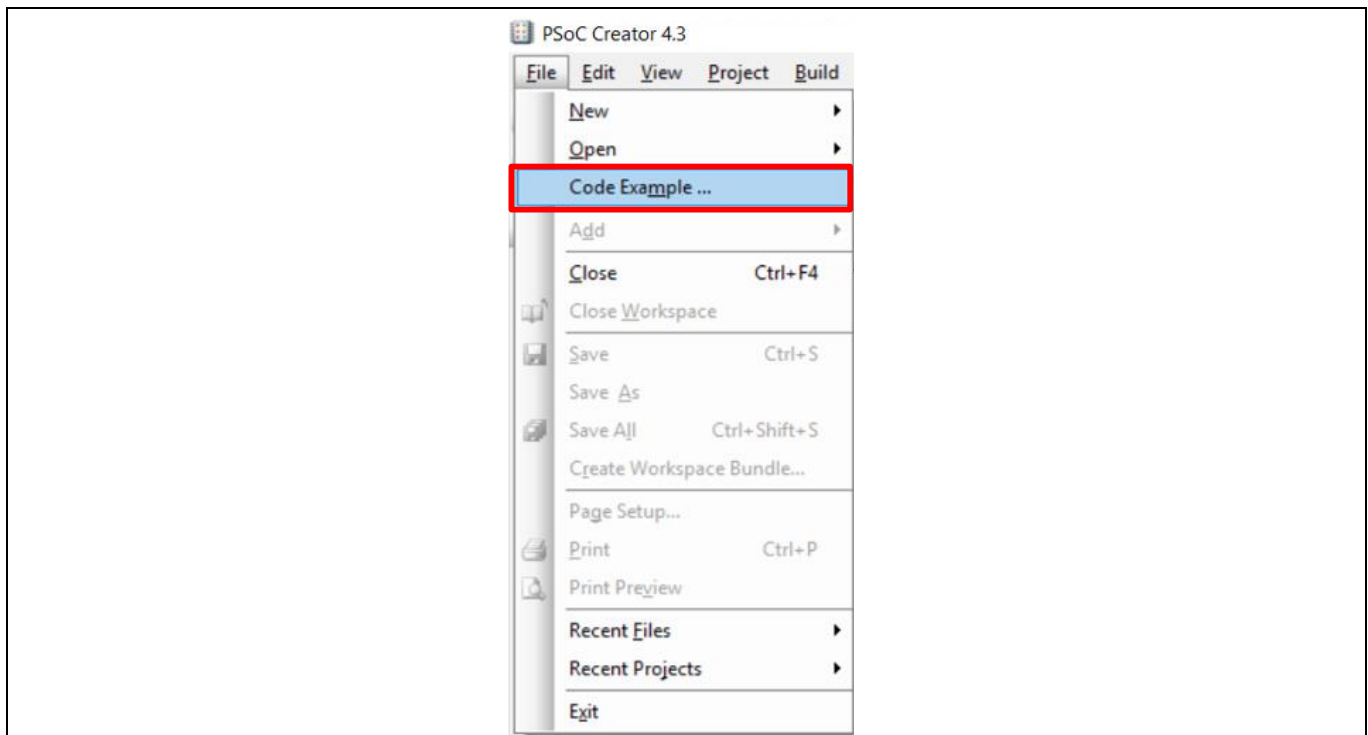 PSoC Creator 4.3
File Edit View Project Build
New
Open
Code Example ...
Add
Close Ctrl+F4
Close Workspace
Save Ctrl+S
Save As
Save All Ctrl+Shift+S
Create Workspace Bundle...
Page Setup...
Print Ctrl+P
Print Preview
Recent Files
Recent Projects
Exit